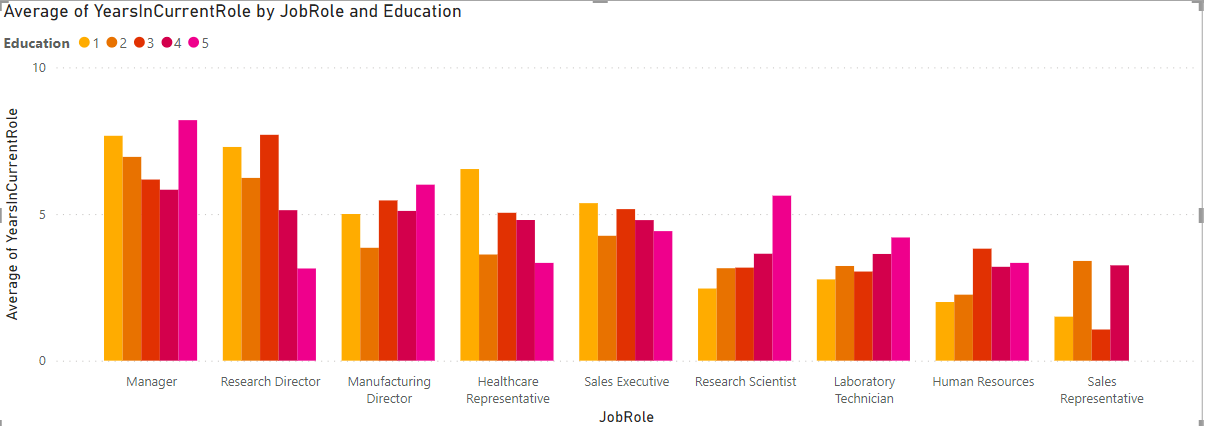 Average of YearsInCurrentRole by JobRole and Education
Education 1 2 3 4 5
Average of YearsInCurrentRole
10
5
0
Manager
Research Director
Manufacturing
Director
Healthcare
Representative
Sales Executive
Research Scientist
Laboratory
Technician
Human Resources
Sales
Representative
JobRole